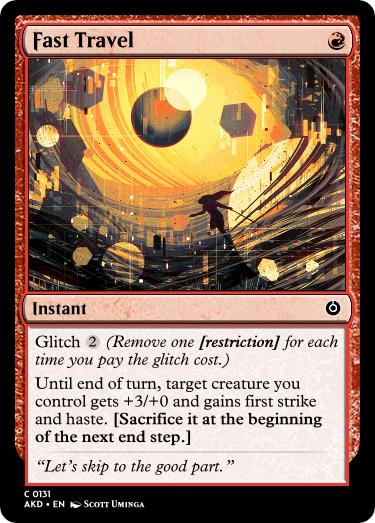 Fast Travel
Instant
Glitch 2 (Remove one [restriction] for each
time you pay the glitch cost.)
Until end of turn, target creature you
control gets +3/+0 and gains first strike
and haste. [Sacrifice it at the beginning
of the next end step.]
"Let's skip to the good part."
C 0131
AKD • EN Scott Uminga